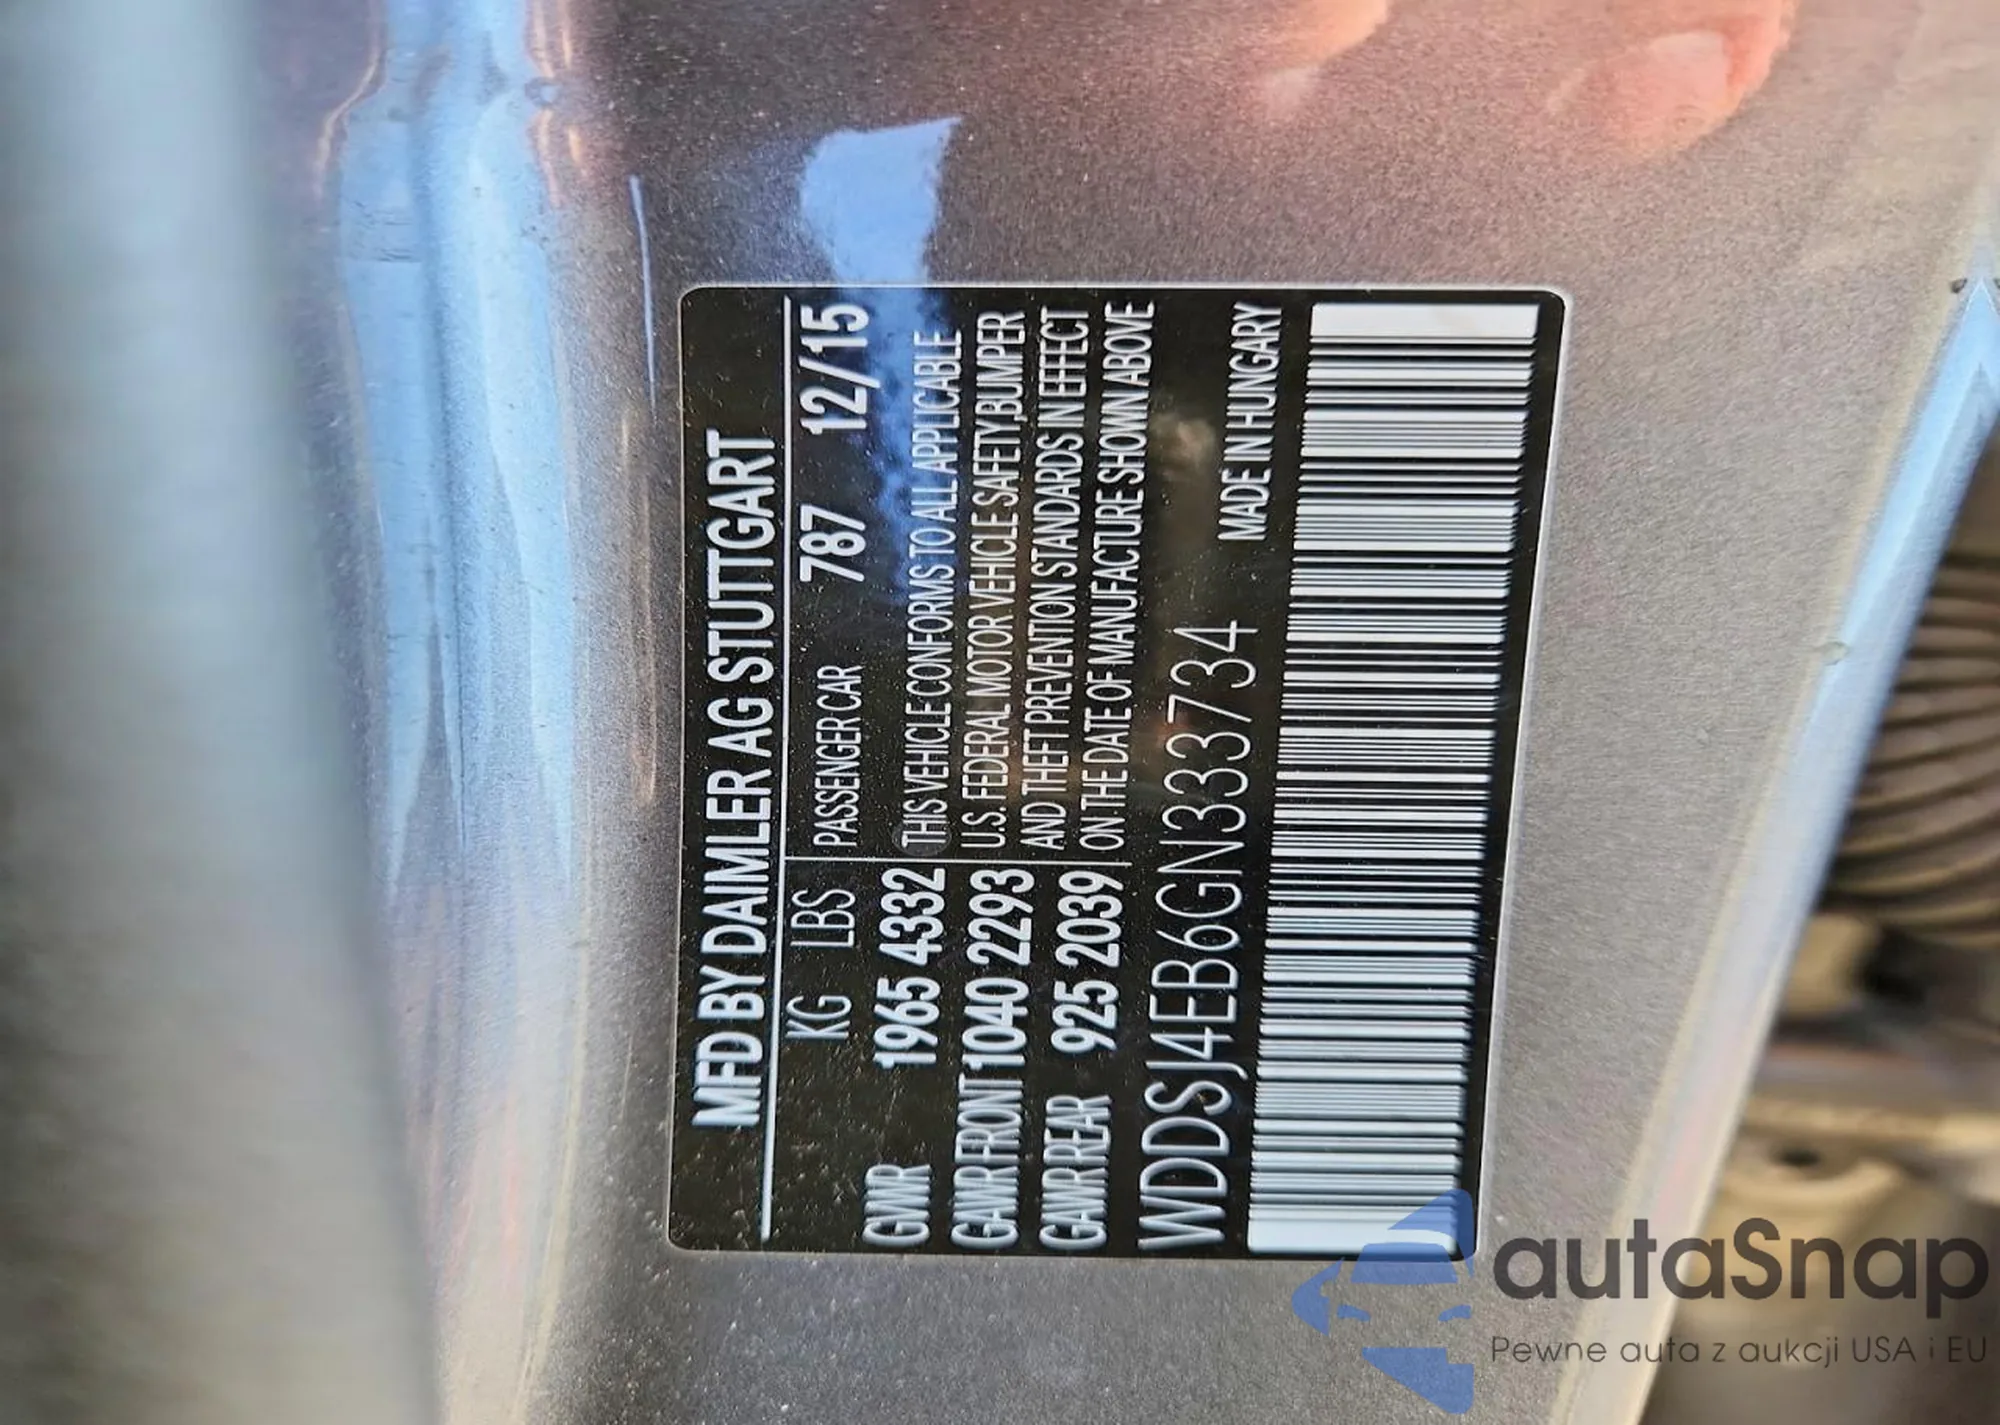 MFD BY DAIMLER AG STUTTGART
KG LBS
GVWR 1965 4332
GAWR FRONT 1040 2293
GAWR REAR 925 2039
PASSENGER CAR 787 12/15
THIS VEHICLE CONFORMS TO ALL APPLICABLE
U.S. FEDERAL MOTOR VEHICLE SAFETY,BUMPER
AND THEFT PREVENTION STANDARDS IN EFFECT
ON THE DATE OF MANUFACTURE SHOWN ABOVE
WDDSJ4EB6GN333734
MADE IN HUNGARY
autaSnap
Pewne auta z aukcji USA i EU